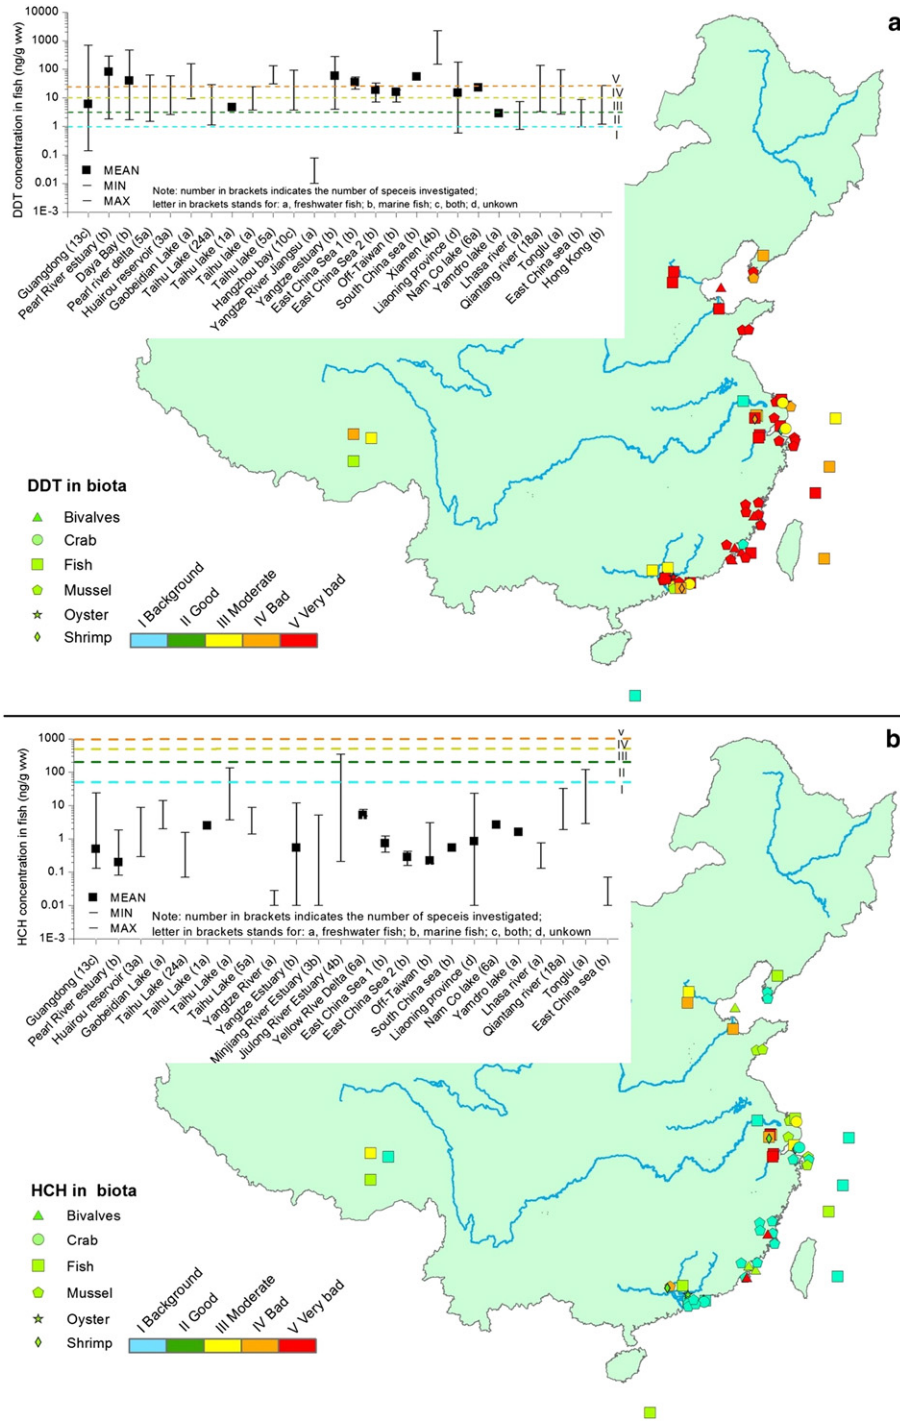 a
DDT concentration in fish (ng/g ww)
10000
1000
100
10
1
0.1
0.01
1E-3
V
IV
III
II
I
MEAN
MIN
MAX
Note: number in brackets indicates the number of speceis investigated;
letter in brackets stands for: a, freshwater fish; b, marine fish; c, both; d, unkown
Guangdong (13c)
Pearl River estuary (b)
Daya Bay (b)
Pearl river delta (5a)
Huairou reservoir (3a)
Gaobeidian Lake (a)
Taihu Lake (24a)
Taihu lake (1a)
Taihu lake (a)
Taihu lake (5a)
Hangzhou bay (10c)
Yangtze River Jiangsu (a)
Yangtze estuary (b)
East China Sea 1 (b)
East China Sea 2 (b)
Off-Taiwan (b)
South China sea (b)
Xiamen (4b)
Liaoning province (d)
Nam Co lake (6a)
Yamdro lake (a)
Lhasa river (a)
Qiantang river (18a)
Tonglu (a)
East China sea (b)
Hong Kong (b)
DDT in biota
Bivalves
Crab
Fish
Mussel
Oyster
Shrimp
I Background
II Good
III Moderate
IV Bad
V Very bad
b
HCH concentration in fish (ng/g ww)
1000
100
10
1
0.1
0.01
1E-3
V
IV
III
II
I
MEAN
MIN
MAX
Note: number in brackets indicates the number of speceis investigated;
letter in brackets stands for: a, freshwater fish; b, marine fish; c, both; d, unkown
Guangdong (13c)
Pearl River estuary (b)
Huairou reservoir (3a)
Gaobeidian Lake (a)
Taihu Lake (24a)
Taihu Lake (1a)
Taihu Lake (a)
Taihu Lake (5a)
Yangtze River (a)
Yangtze Estuary (b)
Minjiang River Estuary (3b)
Jiulong River Estuary (4b)
Yellow Rive Delta (6a)
East China Sea 1 (b)
East China Sea 2 (b)
Off-Taiwan (b)
South China sea (b)
Liaoning province (d)
Nam Co lake (6a)
Yamdro lake (a)
Lhasa river (a)
Qiantang river (18a)
Tonglu (a)
East China sea (b)
HCH in biota
Bivalves
Crab
Fish
Mussel
Oyster
Shrimp
I Background
II Good
III Moderate
IV Bad
V Very bad